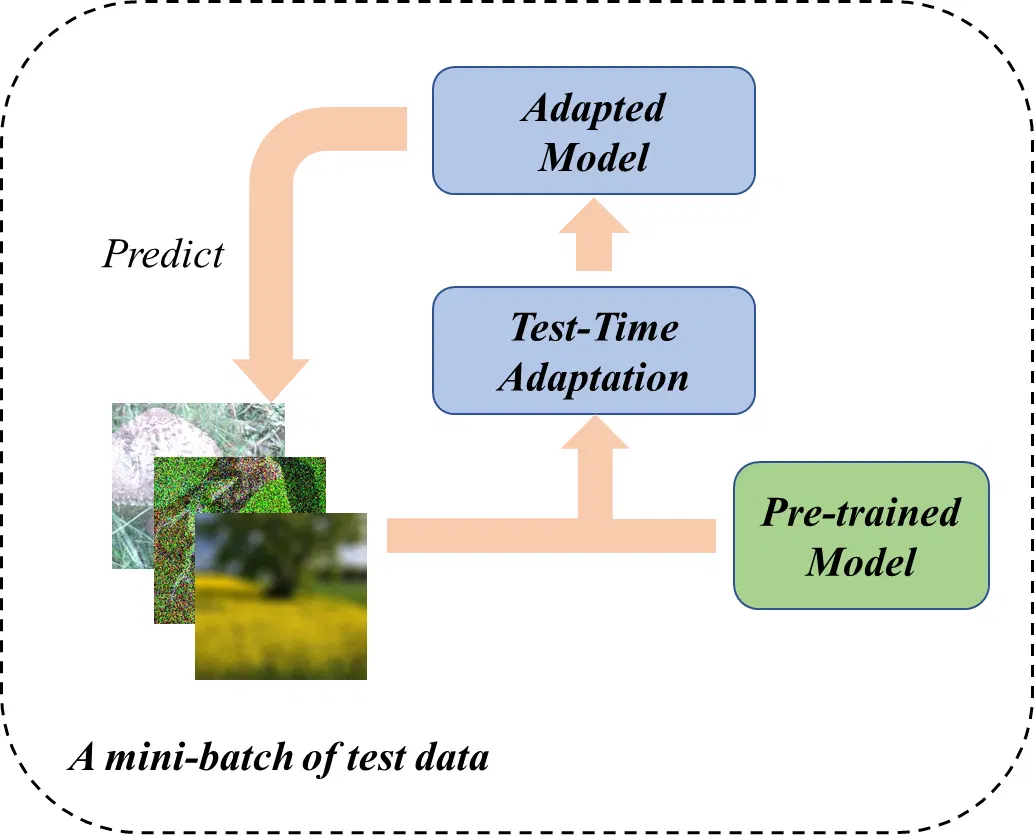 Adapted
Model
Predict
Test-Time
Adaptation
Pre-trained
Model
A mini-batch of test data